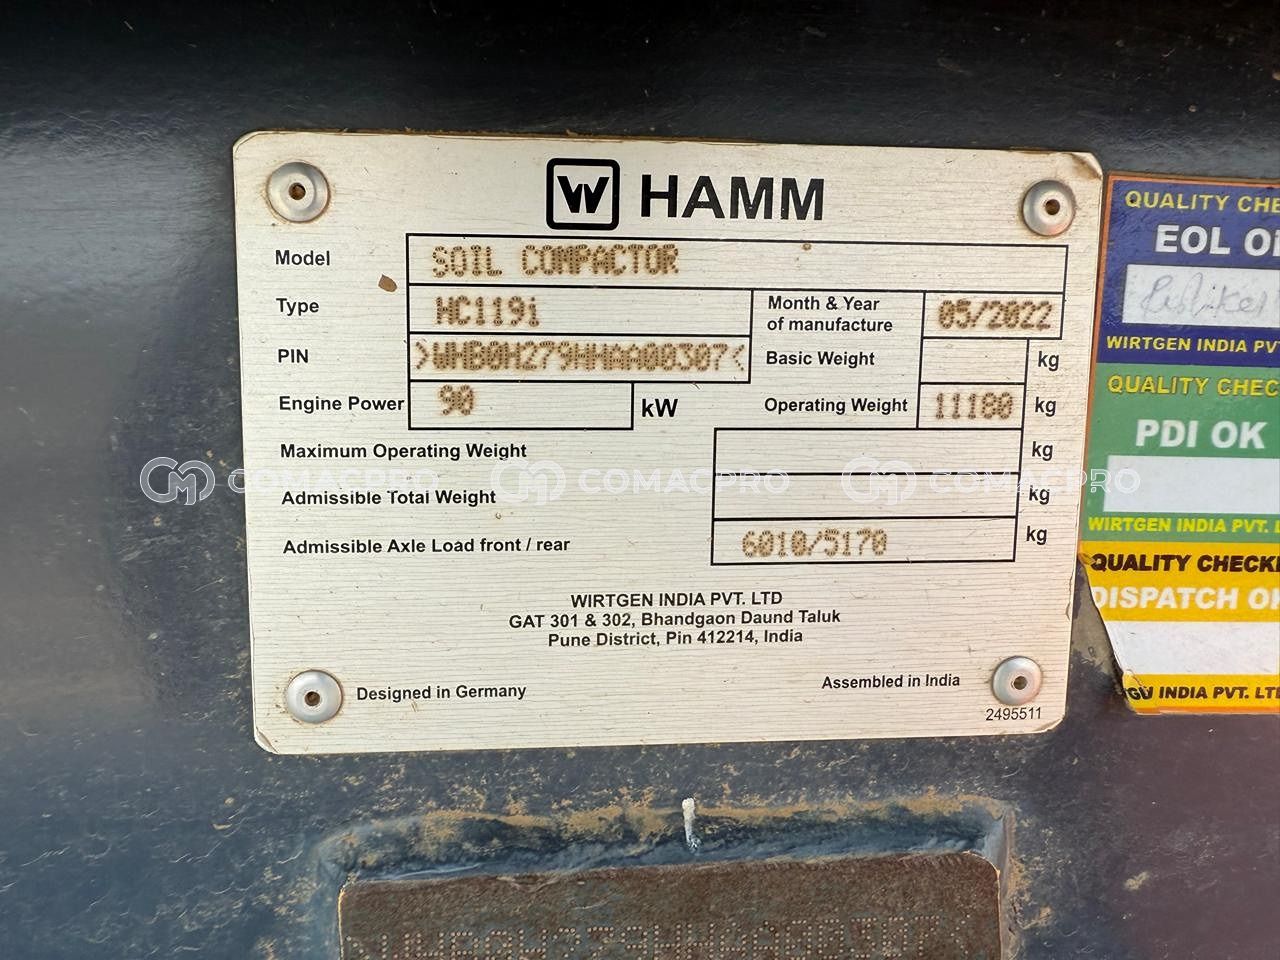 W HAMM
Model SOIL COMPACTOR
Type HC119i
Month & Year of manufacture 05/2022
PIN >WHB0H279HHAA00307<
Basic Weight kg
Engine Power 90 kW
Operating Weight 11180 kg
Maximum Operating Weight kg
Admissible Total Weight kg
Admissible Axle Load front / rear 6010/5170 kg
WIRTGEN INDIA PVT. LTD
GAT 301 & 302, Bhandgaon Daund Taluk
Pune District, Pin 412214, India
Designed in Germany
Assembled in India
2495511
COMACPRO COMACPRO COMACPRO
QUALITY CHE
EOL
WIRTGEN INDIA PVT
QUALITY CHEC
PDI OK
WIRTGEN INDIA PVT.
QUALITY CHECK
DISPATCH
INDIA PVT. LT